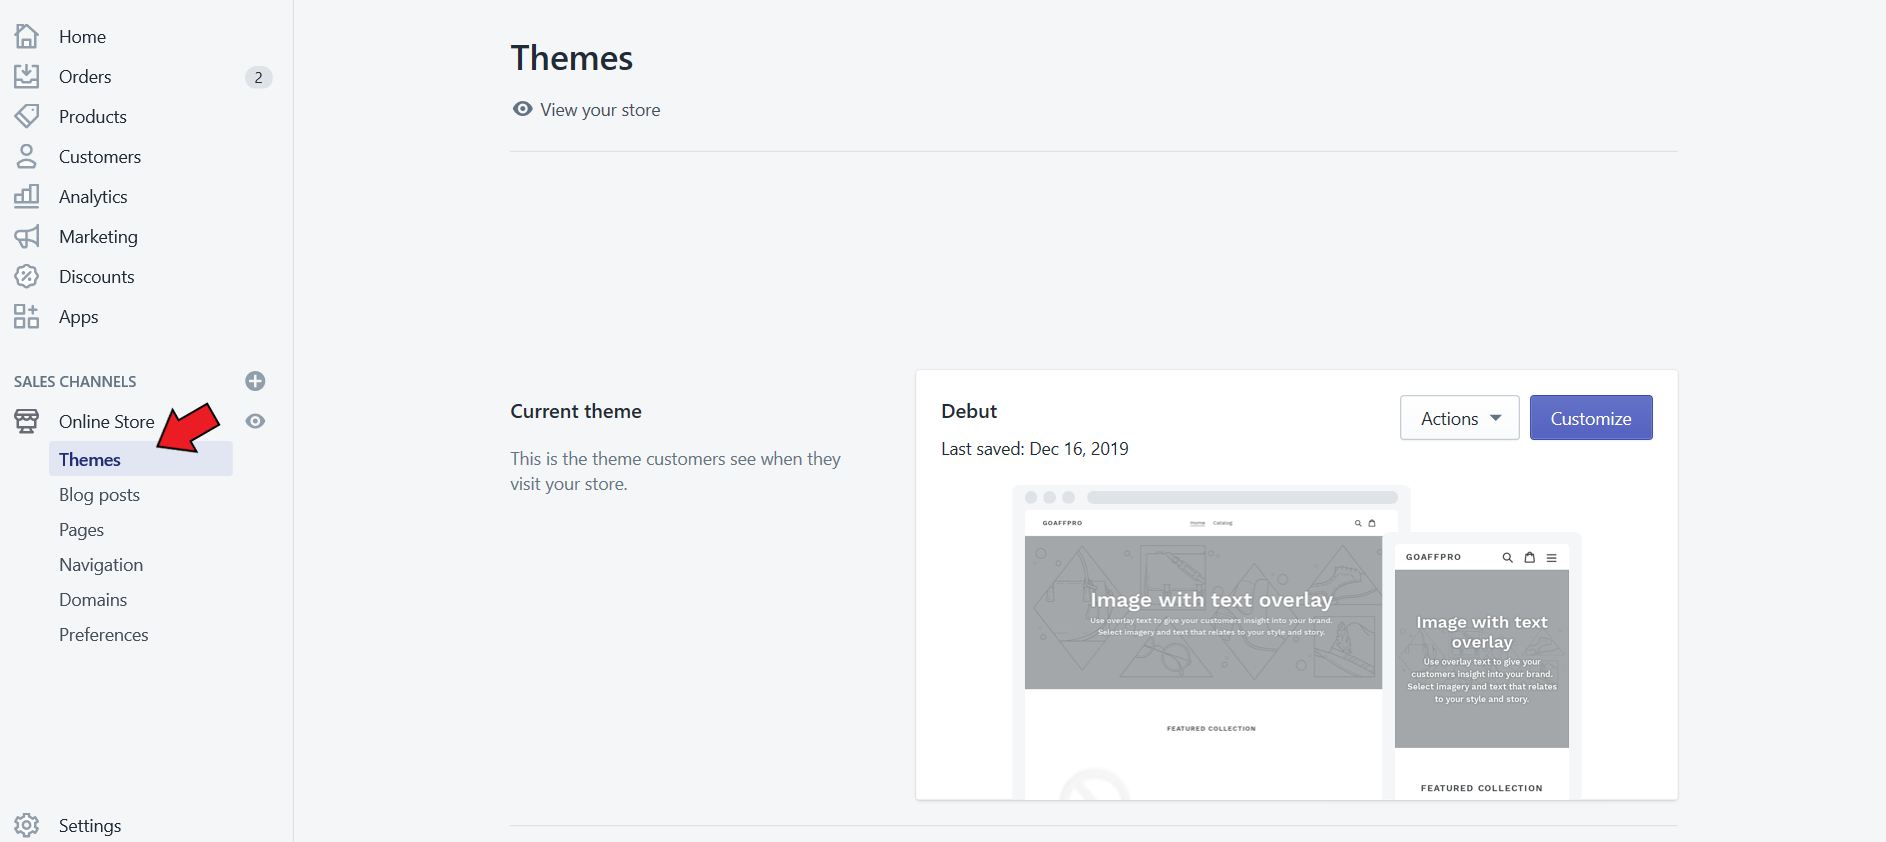 Home
Orders 2
Products
Customers
Analytics
Marketing
Discounts
Apps
SALES CHANNELS
Online Store
Themes
Blog posts
Pages
Navigation
Domains
Preferences
Settings
Themes
View your store
Current theme
This is the theme customers see when they
visit your store.
Debut
Last saved: Dec 16, 2019
Actions
Customize
GOAFFPRO Home Catalog
Image with text overlay
Use overlay text to give your customers insight into your brand.
Select imagery and text that relates to your style and story.
FEATURED COLLECTION
GOAFFPRO
Image with text
overlay
Use overlay text to give your
customers insight into your brand.
Select imagery and text that relates
to your style and story.
FEATURED COLLECTION